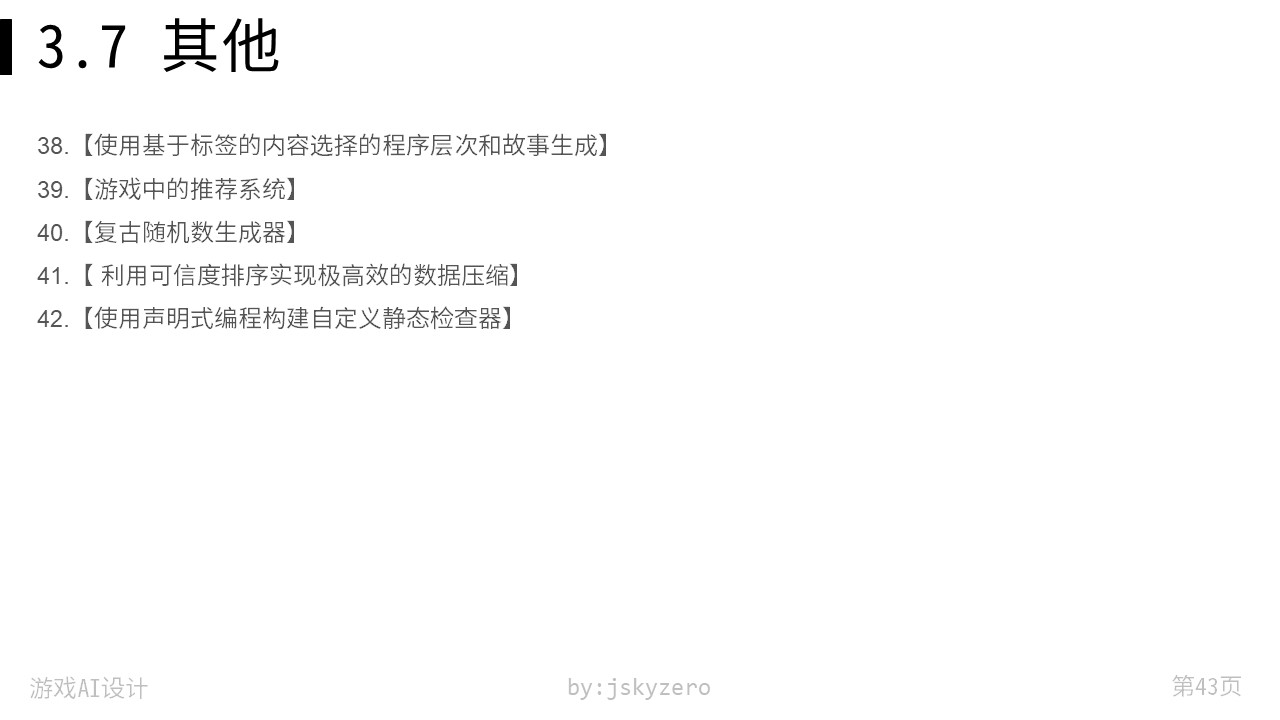 3.7 其他
38.【使用基于标签的内容选择的程序层次和故事生成】
39.【游戏中的推荐系统】
40.【复古随机数生成器】
41.【 利用可信度排序实现极高效的数据压缩】
42.【使用声明式编程构建自定义静态检查器】
游戏AI设计
by:jskyzero
第43页